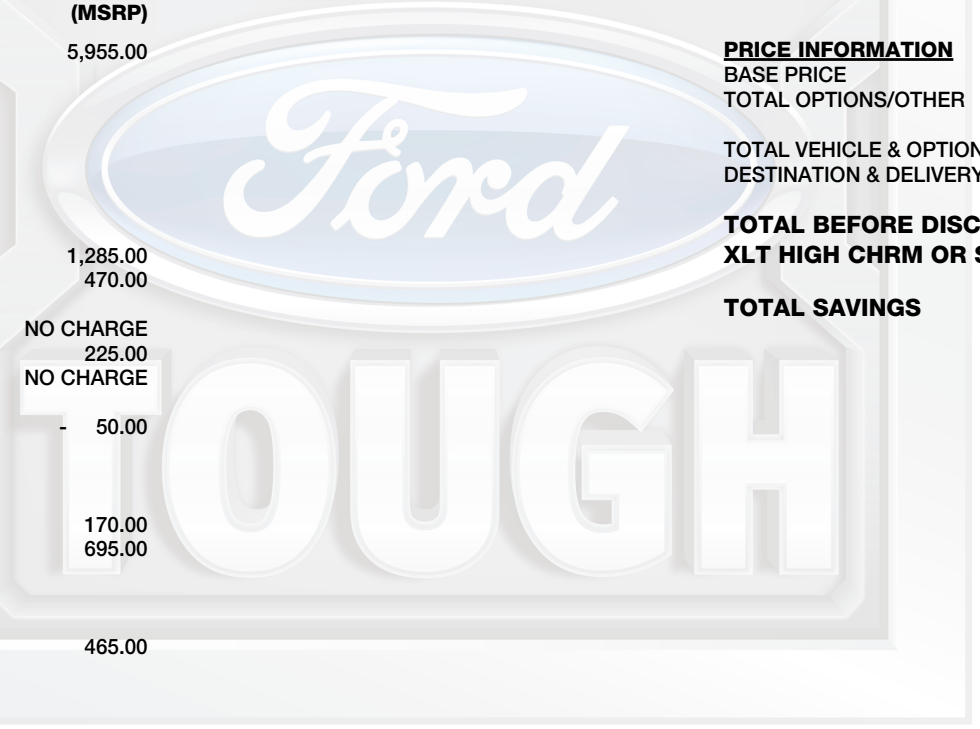 (MSRP)
5,955.00
1,285.00
470.00
NO CHARGE
225.00
NO CHARGE
- 50.00
170.00
695.00
465.00
PRICE INFORMATION
BASE PRICE
TOTAL OPTIONS/OTHER
TOTAL VEHICLE & OPTION
DESTINATION & DELIVERY
TOTAL BEFORE DISC
XLT HIGH CHRM OR S
TOTAL SAVINGS
Ford
TOUGH